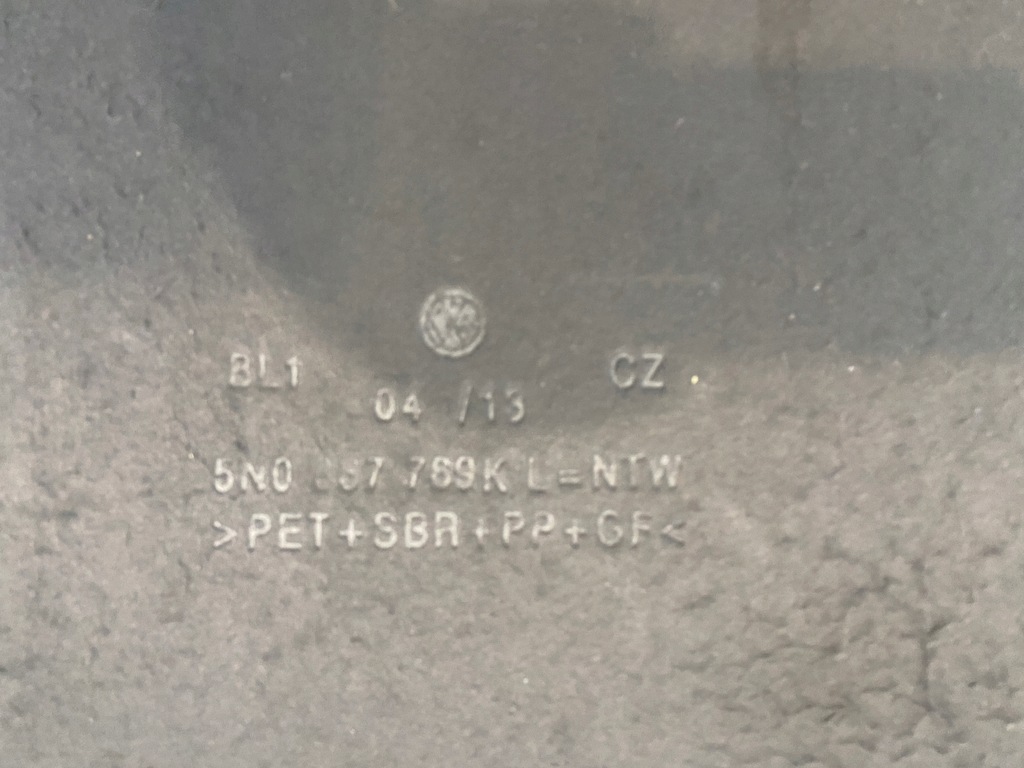 BL1 CZ
04 /13
5N0 769K L=NTW
>PET+SBR+PP+GF<